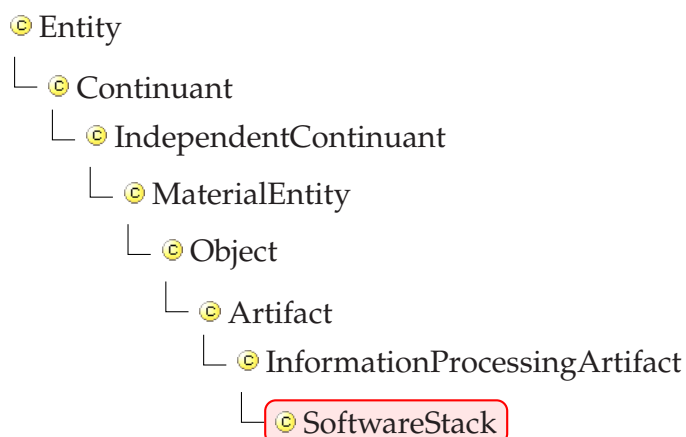 C Entity
C Continuant
C IndependentContinuant
C MaterialEntity
C Object
C Artifact
C InformationProcessingArtifact
C SoftwareStack